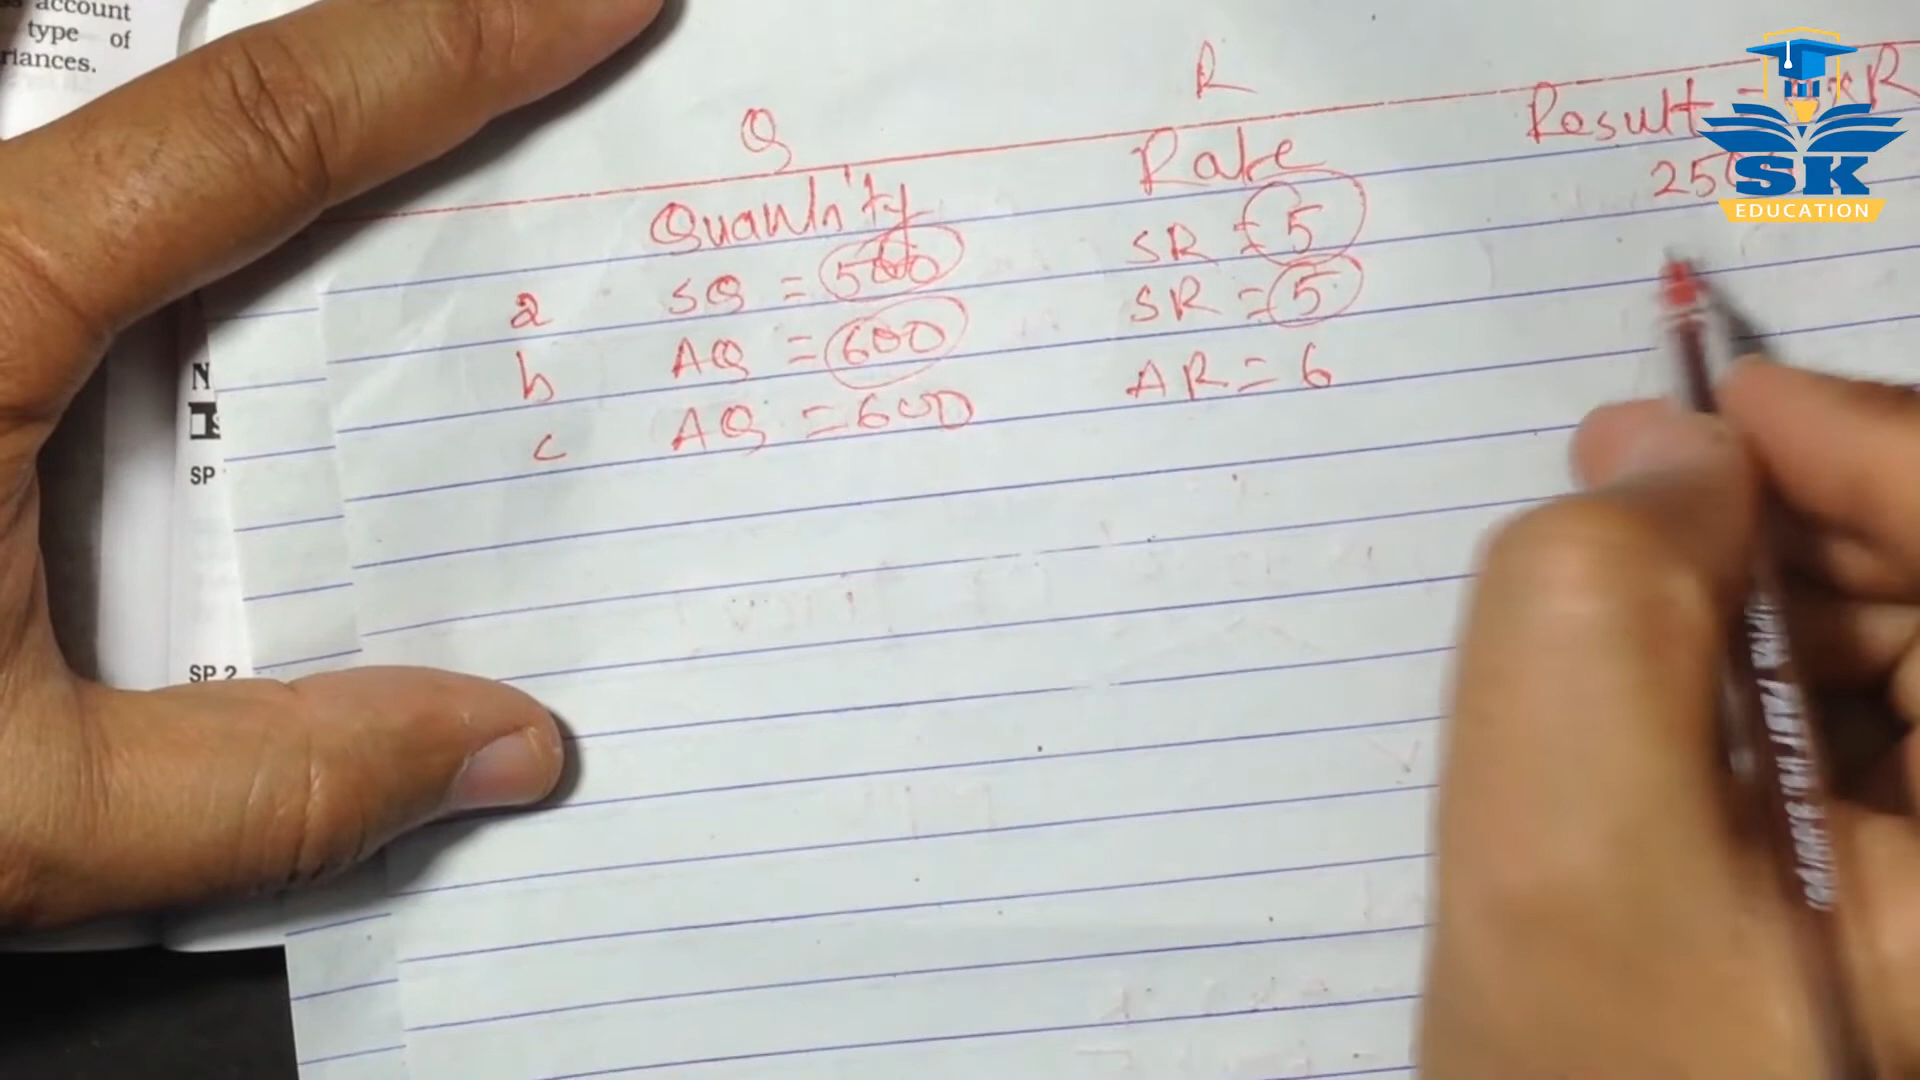 account
type of
riances.
Q R
Quantity Rate Result
a SQ = 500 SR = 5
b AQ = 600 SR = 5
c AQ = 600 AR = 6
N
SP
SP 2
SK
EDUCATION